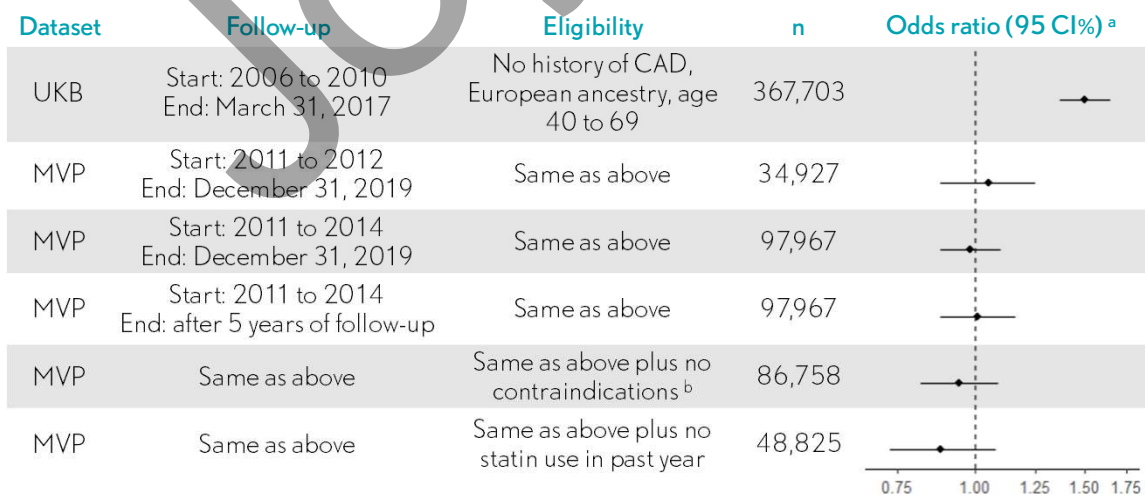 Dataset Follow-up Eligibility n Odds ratio (95 CI%) a
UKB
Start: 2006 to 2010
End: March 31, 2017
No history of CAD,
European ancestry, age
40 to 69
367,703
MVP
Start: 2011 to 2012
End: December 31, 2019
Same as above
34,927
MVP
Start: 2011 to 2014
End: December 31, 2019
Same as above
97,967
MVP
Start: 2011 to 2014
End: after 5 years of follow-up
Same as above
97,967
MVP
Same as above
Same as above plus no
contraindications b
86,758
MVP
Same as above
Same as above plus no
statin use in past year
48,825
0.75 1.00 1.25 1.50 1.75